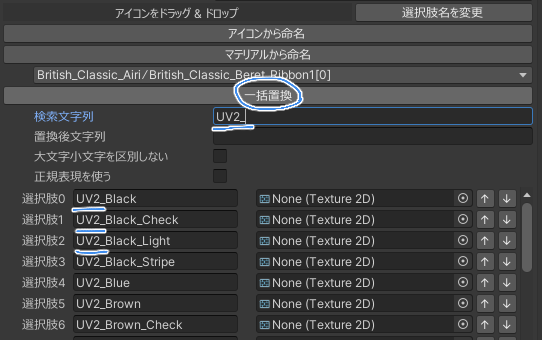 アイコンをドラッグ & ドロップ 選択肢名を変更
アイコンから命名
マテリアルから命名
British_Classic_Airi/British_Classic_Beret_Ribbon1[0]
一括置換
検索文字列 UV2_
置換後文字列
大文字小文字を区別しない
正規表現を使う
選択肢0 UV2_Black None (Texture 2D)
選択肢1 UV2_Black_Check None (Texture 2D)
選択肢2 UV2_Black_Light None (Texture 2D)
選択肢3 UV2_Black_Stripe None (Texture 2D)
選択肢4 UV2_Blue None (Texture 2D)
選択肢5 UV2_Brown None (Texture 2D)
選択肢6 UV2_Brown_Check None (Texture 2D)